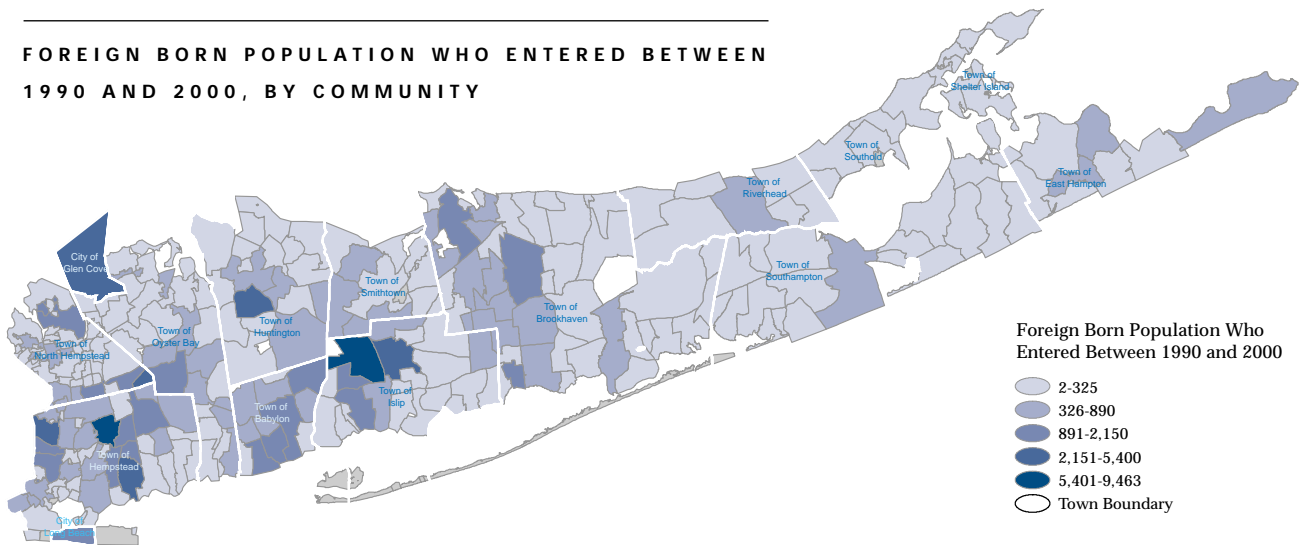 FOREIGN BORN POPULATION WHO ENTERED BETWEEN
1990 AND 2000, BY COMMUNITY
Town of
Shelter Island
Town of
Southold
Town of
East Hampton
Town of
Riverhead
City of
Glen Cove
Town of
Southampton
Town of
Smithtown
Town of
Brookhaven
Town of
Huntington
Town of
Oyster Bay
Town of
North Hempstead
Town of
Islip
Town of
Babylon
Town of
Hempstead
City of
Foreign Born Population Who
Entered Between 1990 and 2000
2-325
326-890
891-2,150
2,151-5,400
5,401-9,463
Town Boundary